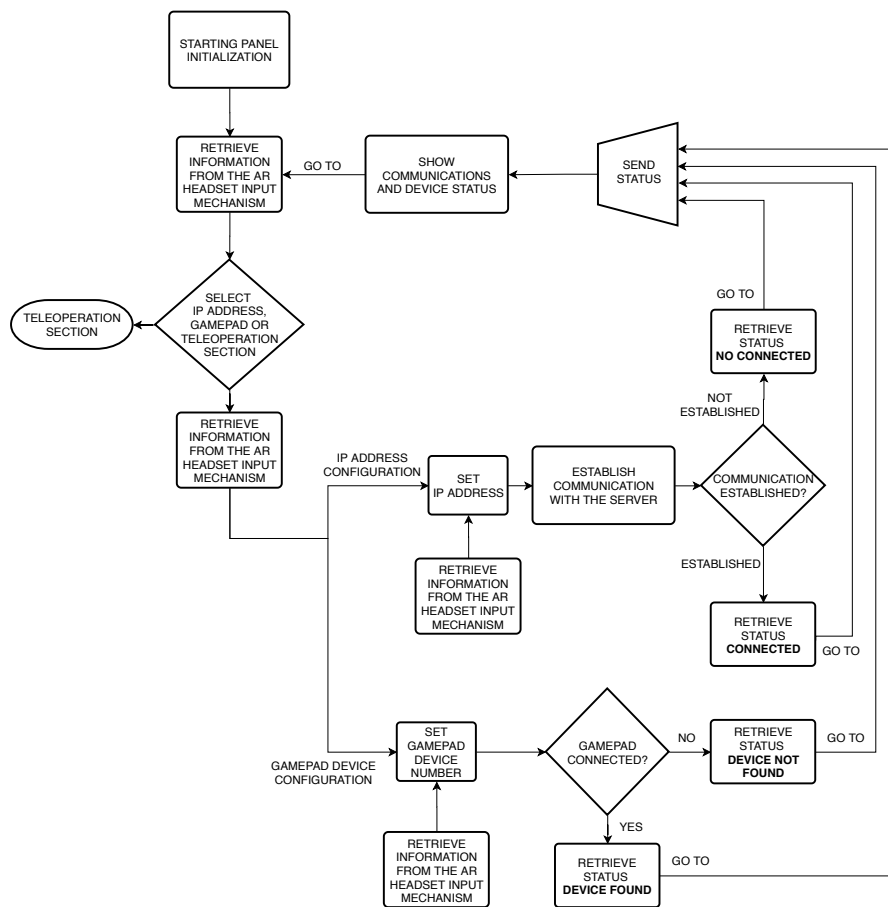 STARTING PANEL
INITIALIZATION
RETRIEVE
INFORMATION
FROM THE AR
HEADSET INPUT
MECHANISM
GO TO
SHOW
COMMUNICATIONS
AND DEVICE STATUS
SEND
STATUS
SELECT
IP ADDRESS,
GAMEPAD OR
TELEOPERATION
SECTION
TELEOPERATION
SECTION
GO TO
RETRIEVE
STATUS
NO CONNECTED
NOT
ESTABLISHED
RETRIEVE
INFORMATION
FROM THE AR
HEADSET INPUT
MECHANISM
IP ADDRESS
CONFIGURATION
SET
IP ADDRESS
ESTABLISH
COMMUNICATION
WITH THE SERVER
COMMUNICATION
ESTABLISHED?
ESTABLISHED
RETRIEVE
INFORMATION
FROM THE AR
HEADSET INPUT
MECHANISM
RETRIEVE
STATUS
CONNECTED
GO TO
GAMEPAD DEVICE
CONFIGURATION
SET
GAMEPAD
DEVICE
NUMBER
GAMEPAD
CONNECTED?
NO
RETRIEVE
STATUS
DEVICE NOT
FOUND
GO TO
YES
RETRIEVE
INFORMATION
FROM THE AR
HEADSET INPUT
MECHANISM
RETRIEVE
STATUS
DEVICE FOUND
GO TO